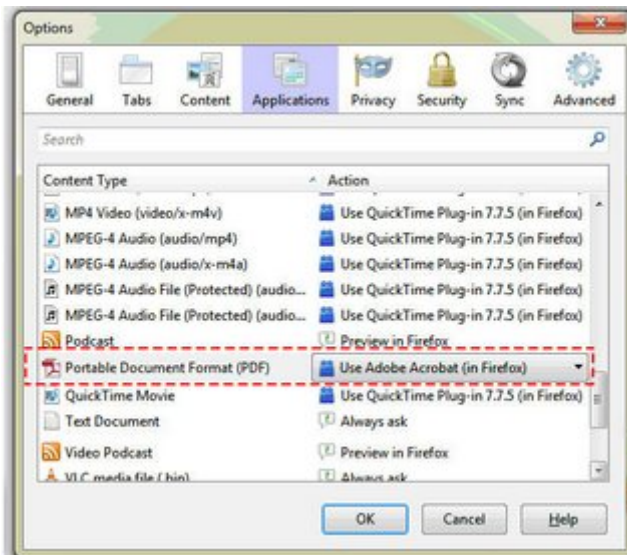 Options
General Tabs Content Applications Privacy Security Sync Advanced
Search
Content Type Action
MP4 Video (video/x-m4v) Use QuickTime Plug-in 7.7.5 (in Firefox)
MPEG-4 Audio (audio/mp4) Use QuickTime Plug-in 7.7.5 (in Firefox)
MPEG-4 Audio (audio/x-m4a) Use QuickTime Plug-in 7.7.5 (in Firefox)
MPEG-4 Audio File (Protected) (audio... Use QuickTime Plug-in 7.7.5 (in Firefox)
MPEG-4 Audio File (Protected) (audio... Use QuickTime Plug-in 7.7.5 (in Firefox)
Podcast Preview in Firefox
Portable Document Format (PDF) Use Adobe Acrobat (in Firefox)
QuickTime Movie Use QuickTime Plug-in 7.7.5 (in Firefox)
Text Document Always ask
Video Podcast Preview in Firefox
VLC media file (.bin) Always ask
OK Cancel Help